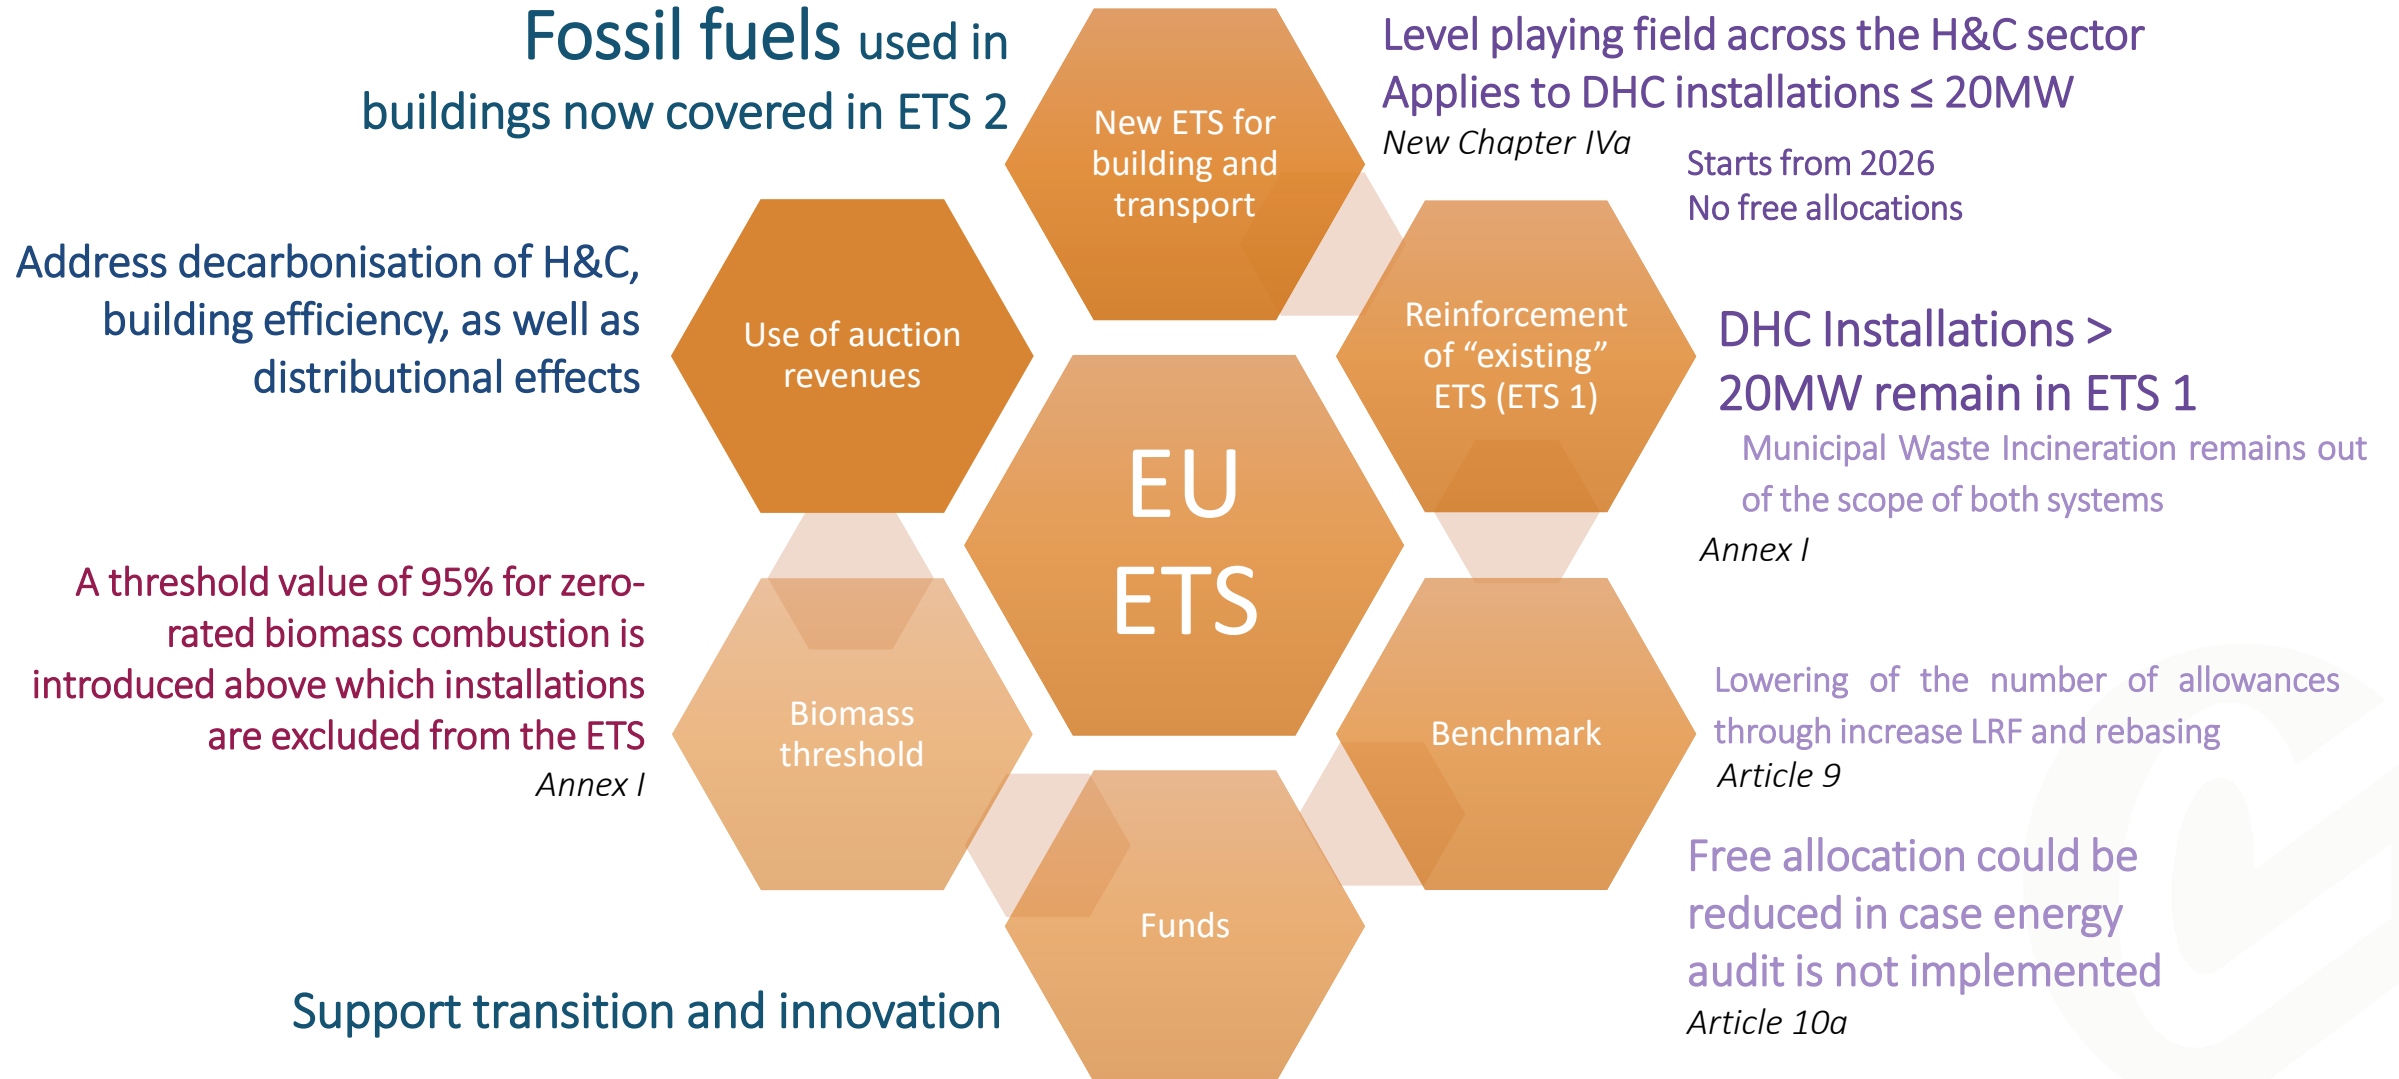 Fossil fuels used in
buildings now covered in ETS 2
New ETS for
building and
transport
Level playing field across the H&C sector
Applies to DHC installations ≤ 20MW
New Chapter IVa
Starts from 2026
No free allocations
Address decarbonisation of H&C,
building efficiency, as well as
distributional effects
Use of auction
revenues
Reinforcement
of “existing”
ETS (ETS 1)
DHC Installations >
20MW remain in ETS 1
Municipal Waste Incineration remains out
of the scope of both systems
Annex I
EU
ETS
A threshold value of 95% for zero-
rated biomass combustion is
introduced above which installations
are excluded from the ETS
Annex I
Biomass
threshold
Benchmark
Lowering of the number of allowances
through increase LRF and rebasing
Article 9
Free allocation could be
reduced in case energy
audit is not implemented
Article 10a
Funds
Support transition and innovation